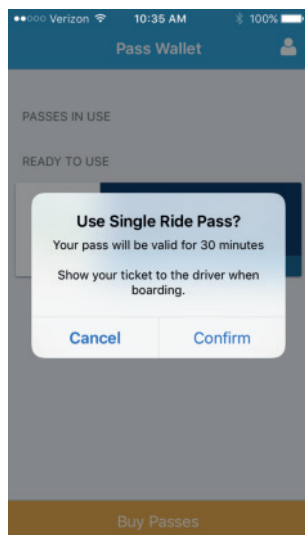 Verizon 10:35 AM 100%
Pass Wallet
PASSES IN USE
READY TO USE
Use Single Ride Pass?
Your pass will be valid for 30 minutes
Show your ticket to the driver when
boarding.
Cancel Confirm
Buy Passes